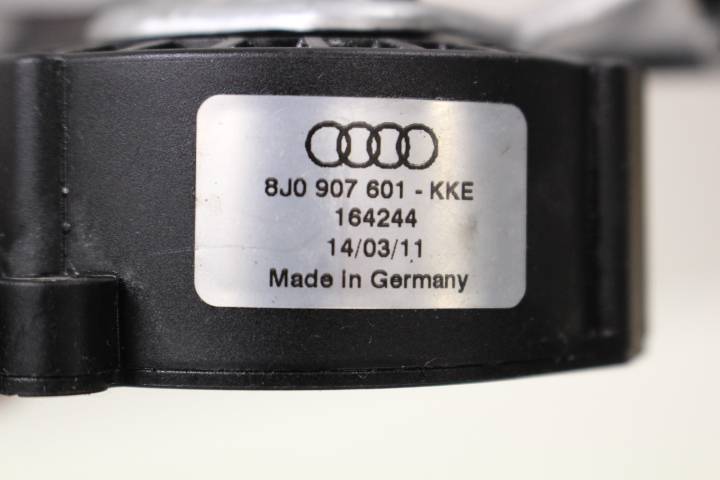 8J0 907 601 - KKE
164244
14/03/11
Made in Germany